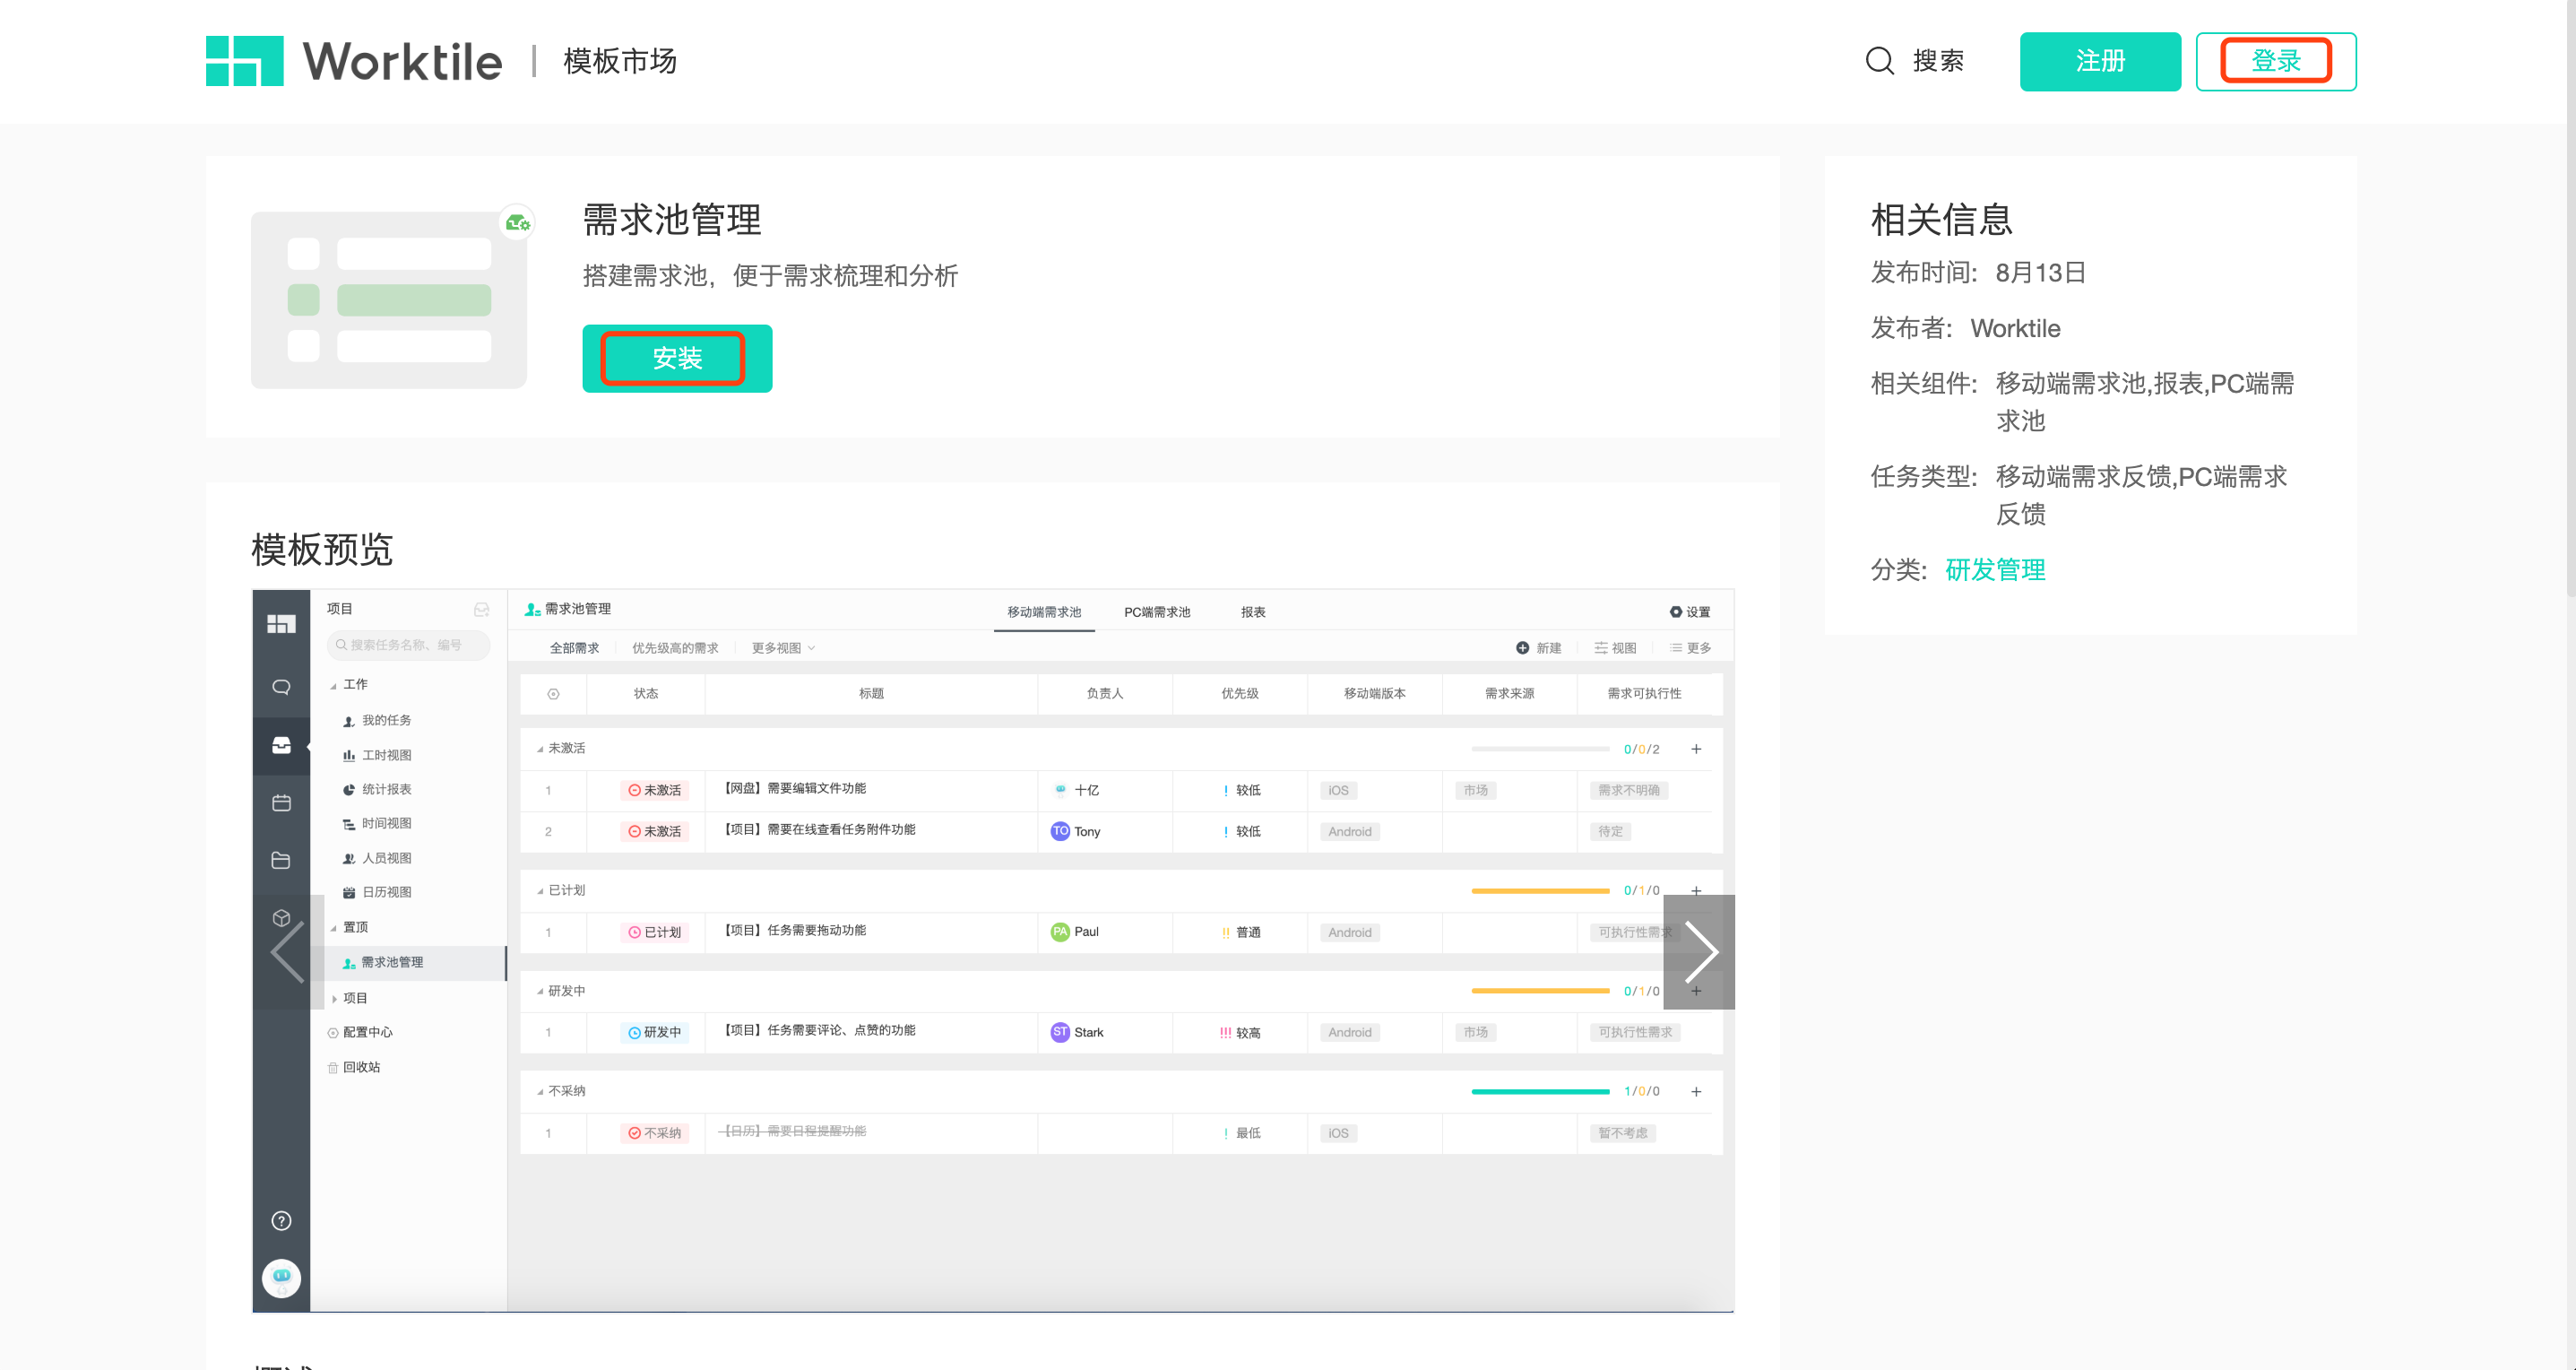 Worktile | 模板市场
搜索
注册
登录
需求池管理
搭建需求池，便于需求梳理和分析
安装
相关信息
发布时间: 8月13日
发布者: Worktile
相关组件: 移动端需求池,报表,PC端需
求池
任务类型: 移动端需求反馈,PC端需求
反馈
分类: 研发管理
模板预览
项目
搜索任务名称、编号
工作
我的任务
工时视图
统计报表
时间视图
人员视图
日历视图
置顶
需求池管理
项目
配置中心
回收站
需求池管理
移动端需求池 PC端需求池 报表
设置
全部需求 优先级高的需求 更多视图
新建 视图 更多
状态 标题 负责人 优先级 移动端版本 需求来源 需求可执行性
未激活 0/0/2 +
1 未激活 【网盘】需要编辑文件功能 十亿 较低 iOS 市场 需求不明确
2 未激活 【项目】需要在线查看任务附件功能 TO Tony 较低 Android 待定
已计划 0/1/0 +
1 已计划 【项目】任务需要拖动功能 PA Paul 普通 Android 可执行性需求
研发中 0/1/0 +
1 研发中 【项目】任务需要评论、点赞的功能 ST Stark 较高 Android 市场 可执行性需求
不采纳 1/0/0 +
1 不采纳 【日历】需要日程提醒功能 最低 iOS 暂不考虑